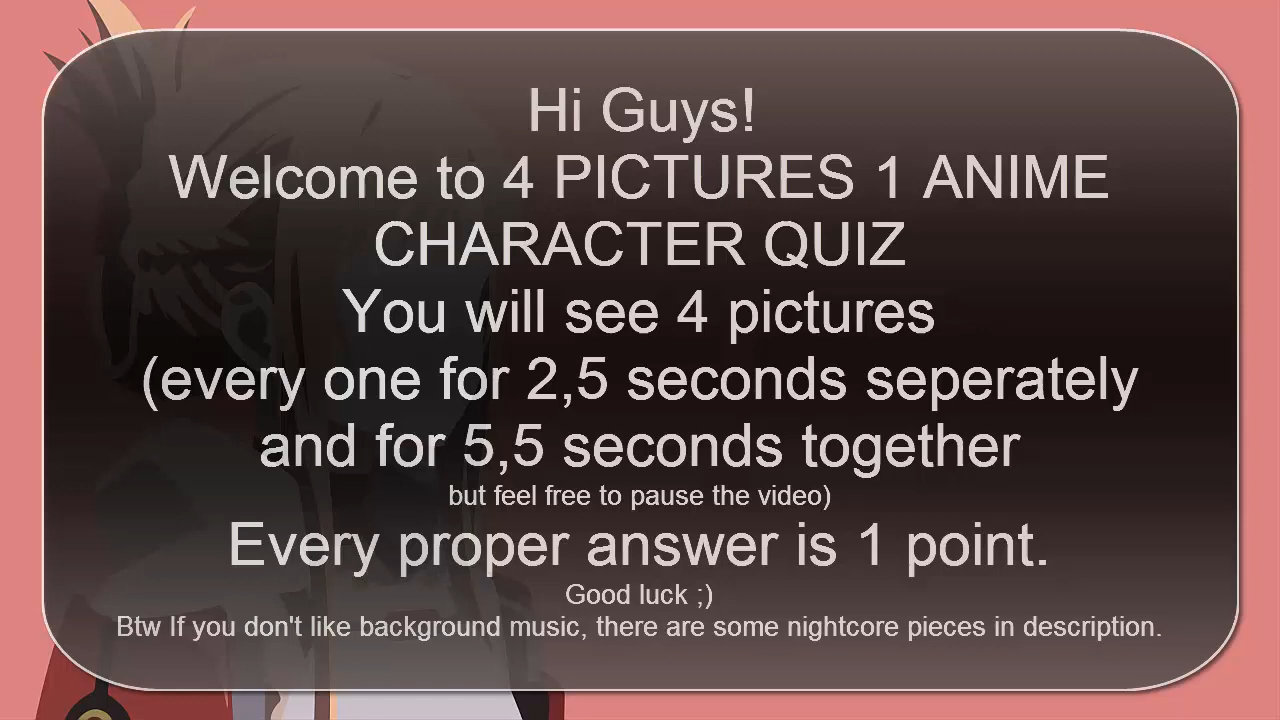 Hi Guys!
Welcome to 4 PICTURES 1 ANIME
CHARACTER QUIZ
You will see 4 pictures
(every one for 2,5 seconds seperately
and for 5,5 seconds together
but feel free to pause the video)
Every proper answer is 1 point.
Good luck ;)
Btw If you don't like background music, there are some nightcore pieces in description.